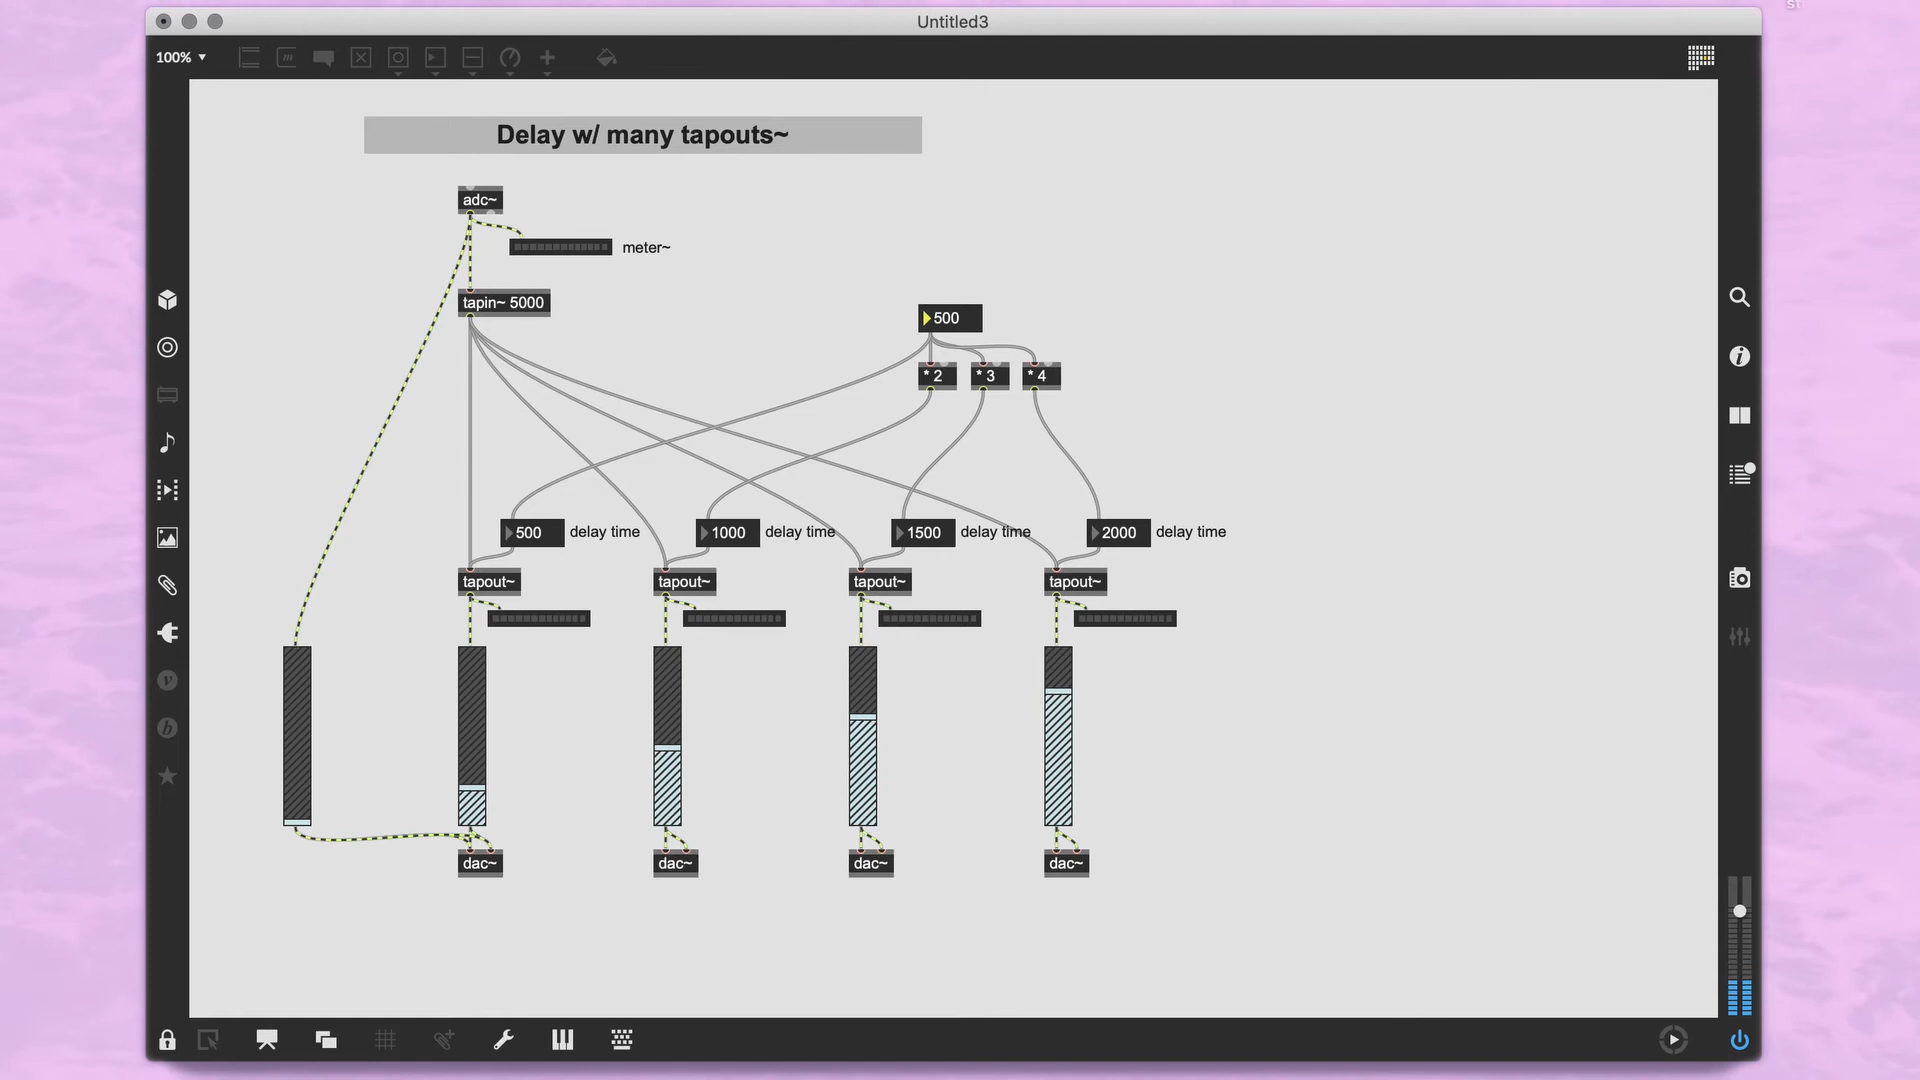 st
Untitled3
100%
Delay w/ many tapouts~
adc~
meter~
tapin~ 5000
500
* 2
* 3
* 4
500
delay time
1000
delay time
1500
delay time
2000
delay time
tapout~
tapout~
tapout~
tapout~
dac~
dac~
dac~
dac~